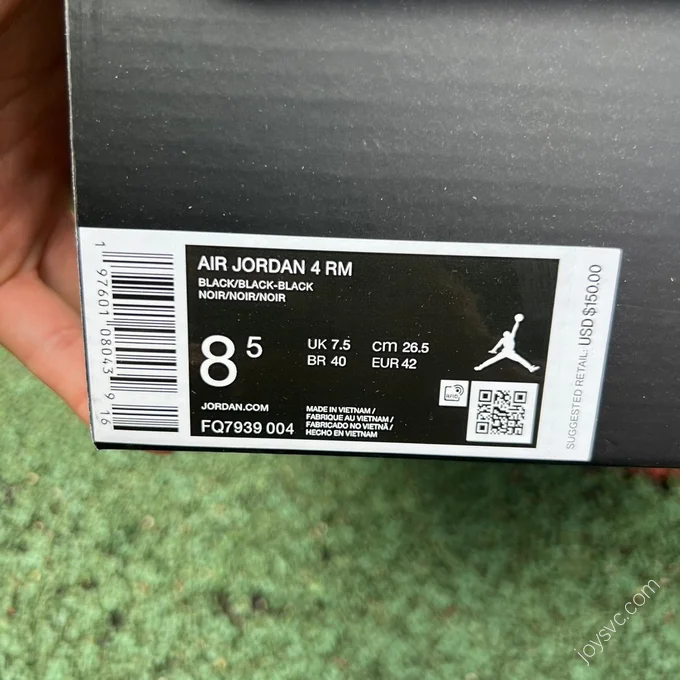 AIR JORDAN 4 RM
BLACK/BLACK-BLACK
NOIR/NOIR/NOIR
8 5
UK 7.5 cm 26.5
BR 40 EUR 42
JORDAN.COM
FQ7939 004
MADE IN VIETNAM /
FABRIQUE AU VIETNAM /
FABRICADO NO VIETNÃ /
HECHO EN VIETNAM
RFID
1 97601 08043 9 16
SUGGESTED RETAIL: USD $150.00
joysvc.com